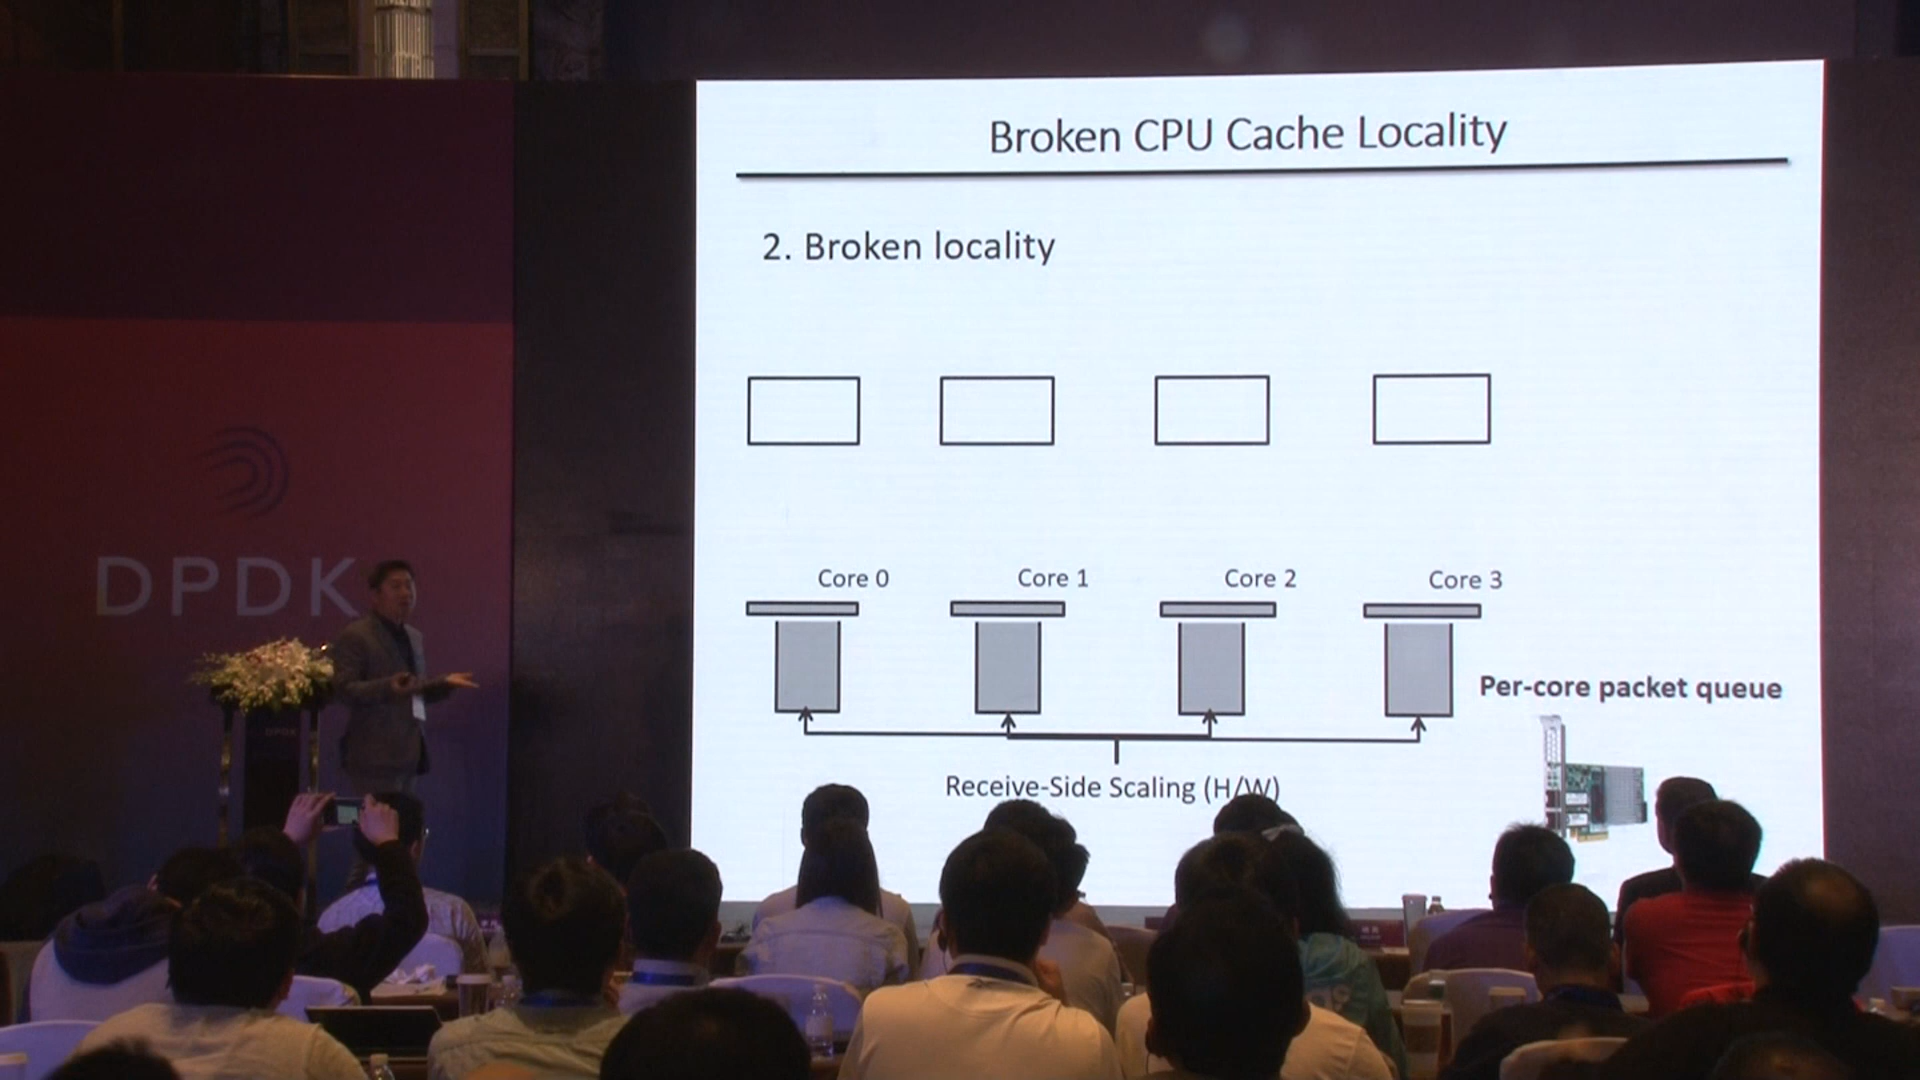 Broken CPU Cache Locality
2. Broken locality
Core 0 Core 1 Core 2 Core 3
Per-core packet queue
Receive-Side Scaling (H/W)
DPDK
DPDK